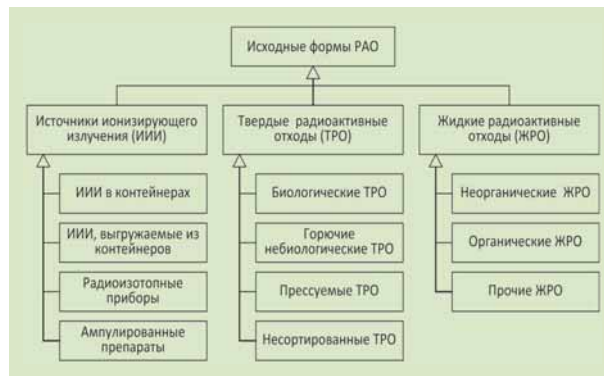 Исходные формы РАО
Источники ионизирующего
излучения (ИИИ)
ИИИ в контейнерах
ИИИ, выгружаемые из
контейнеров
Радиоизотопные
приборы
Ампулированные
препараты
Твердые радиоактивные
отходы (ТРО)
Биологические ТРО
Горючие
небиологические ТРО
Прессуемые ТРО
Несортированные ТРО
Жидкие радиоактивные
отходы (ЖРО)
Неорганические ЖРО
Органические ЖРО
Прочие ЖРО